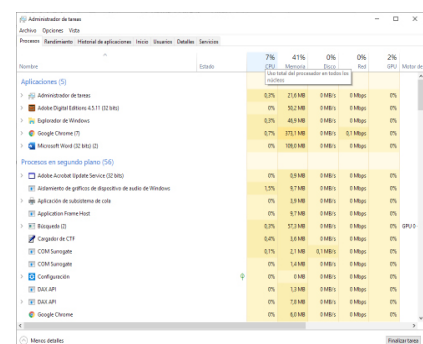 Administrador de tareas
Archivo Opciones Vista
Procesos Rendimiento Historial de aplicaciones Inicio Usuarios Detalles Servicios
7% 41% 0% 0% 2%
Nombre Estado CPU Memoria Disco Red GPU Motor de
Uso total del procesador en todos los núcleos
Aplicaciones (5)
Administrador de tareas 0,3% 21,6 MB 0 MB/s 0 Mbps 0%
Adobe Digital Editions 4.5.11 (32 bits) 0% 50,2 MB 0 MB/s 0 Mbps 0%
Explorador de Windows 0,3% 46,9 MB 0 MB/s 0 Mbps 0%
Google Chrome (7) 0,7% 373,1 MB 0 MB/s 0,1 Mbps 0%
Microsoft Word (32 bits) (2) 0% 109,0 MB 0 MB/s 0 Mbps 0%
Procesos en segundo plano (56)
Adobe Acrobat Update Service (32 bits) 0% 0,9 MB 0 MB/s 0 Mbps 0%
Aislamiento de gráficos de dispositivo de audio de Windows 1,5% 9,7 MB 0 MB/s 0 Mbps 0%
Aplicación de subsistema de cola 0% 3,8 MB 0 MB/s 0 Mbps 0%
Application Frame Host 0% 9,7 MB 0 MB/s 0 Mbps 0%
Búsqueda (2) 0,3% 57,3 MB 0 MB/s 0 Mbps 0% GPU 0
Cargador de CTF 0,4% 3,6 MB 0 MB/s 0 Mbps 0%
COM Surrogate 0,1% 2,1 MB 0,1 MB/s 0 Mbps 0%
COM Surrogate 0% 1,4 MB 0 MB/s 0 Mbps 0%
Configuración 0% 0 MB 0 MB/s 0 Mbps 0%
DAX API 0% 1,3 MB 0 MB/s 0 Mbps 0%
DAX API 0% 7,8 MB 0 MB/s 0 Mbps 0%
Google Chrome 0% 6,0 MB 0 MB/s 0 Mbps 0%
Menos detalles Finalizar tarea